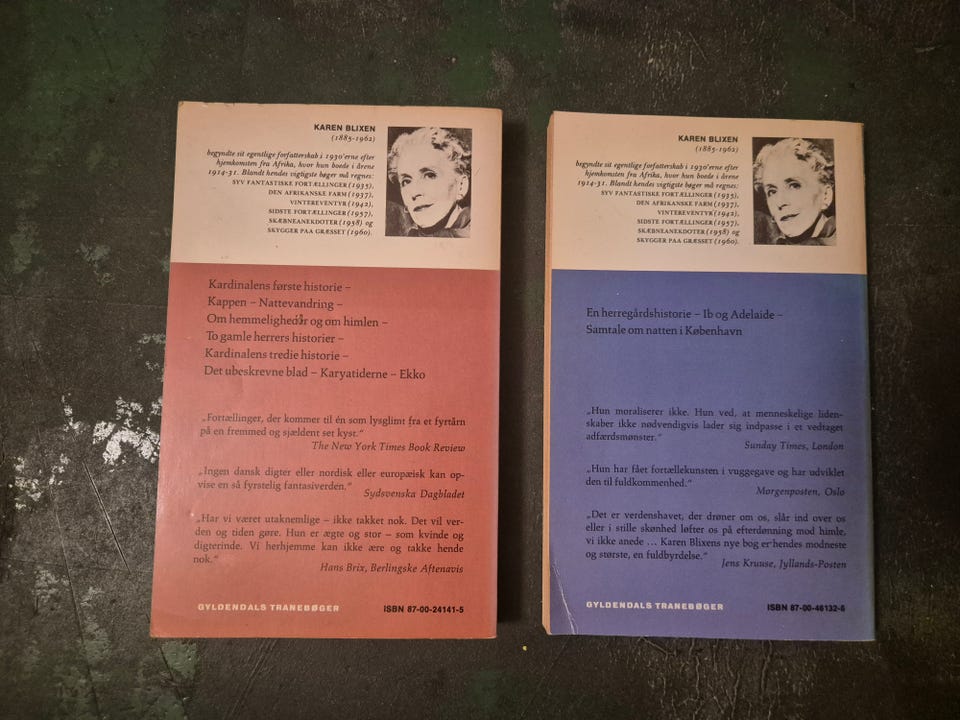 KAREN BLIXEN
(1885-1962)
begyndte sit egentlige forfatterskab i 1930'erne efter
hjemkomsten fra Afrika, hvor hun boede i årene
1914-31. Blandt hendes vigtigste bøger må regnes:
SYV FANTASTISKE FORTÆLLINGER (1935),
DEN AFRIKANSKE FARM (1937),
VINTEREVENTYR (1942),
SIDSTE FORTÆLLINGER (1957),
SKÆBNEANEKDOTER (1958) og
SKYGGER PAA GRÆSSET (1960).
Kardinalens første historie –
Kappen – Nattevandring –
Om hemmeligheder og om himlen –
To gamle herrers historier –
Kardinalens tredie historie –
Det ubeskrevne blad – Karyatiderne – Ekko
„Fortællinger, der kommer til én som lysglimt fra et fyrtårn
på en fremmed og sjældent set kyst.“
The New York Times Book Review
„Ingen dansk digter eller nordisk eller europæisk kan op-
vise en så fyrstelig fantasiverden.“
Sydsvenska Dagbladet
„Har vi været utaknemlige – ikke takket nok. Det vil ver-
den og tiden gøre. Hun er ægte og stor – som kvinde og
digterinde. Vi herhjemme kan ikke ære og takke hende
nok.“
Hans Brix, Berlingske Aftenavis
GYLDENDALS TRANEBØGER
ISBN 87-00-24141-5
KAREN BLIXEN
(1885-1962)
begyndte sit egentlige forfatterskab i 1930'erne efter
hjemkomsten fra Afrika, hvor hun boede i årene
1914-31. Blandt hendes vigtigste bøger må regnes:
SYV FANTASTISKE FORTÆLLINGER (1935),
DEN AFRIKANSKE FARM (1937),
VINTEREVENTYR (1942),
SIDSTE FORTÆLLINGER (1957),
SKÆBNEANEKDOTER (1958) og
SKYGGER PAA GRÆSSET (1960).
En herregårdshistorie – Ib og Adelaide –
Samtale om natten i København
„Hun moraliserer ikke. Hun ved, at menneskelige liden-
skaber ikke nødvendigvis lader sig indpasse i et vedtaget
adfærdsmønster.“
Sunday Times, London
„Hun har fået fortællekunsten i vuggegave og har udviklet
den til fuldkommenhed.“
Morgenposten, Oslo
„Det er verdenshavet, der drøner om os, slår ind over os
eller i stille skønhed løfter os på efterdønning mod himle,
vi ikke anede ... Karen Blixens nye bog er hendes modneste
og største, en fuldbyrdelse.“
Jens Kruuse, Jyllands-Posten
GYLDENDALS TRANEBØGER
ISBN 87-00-46132-6